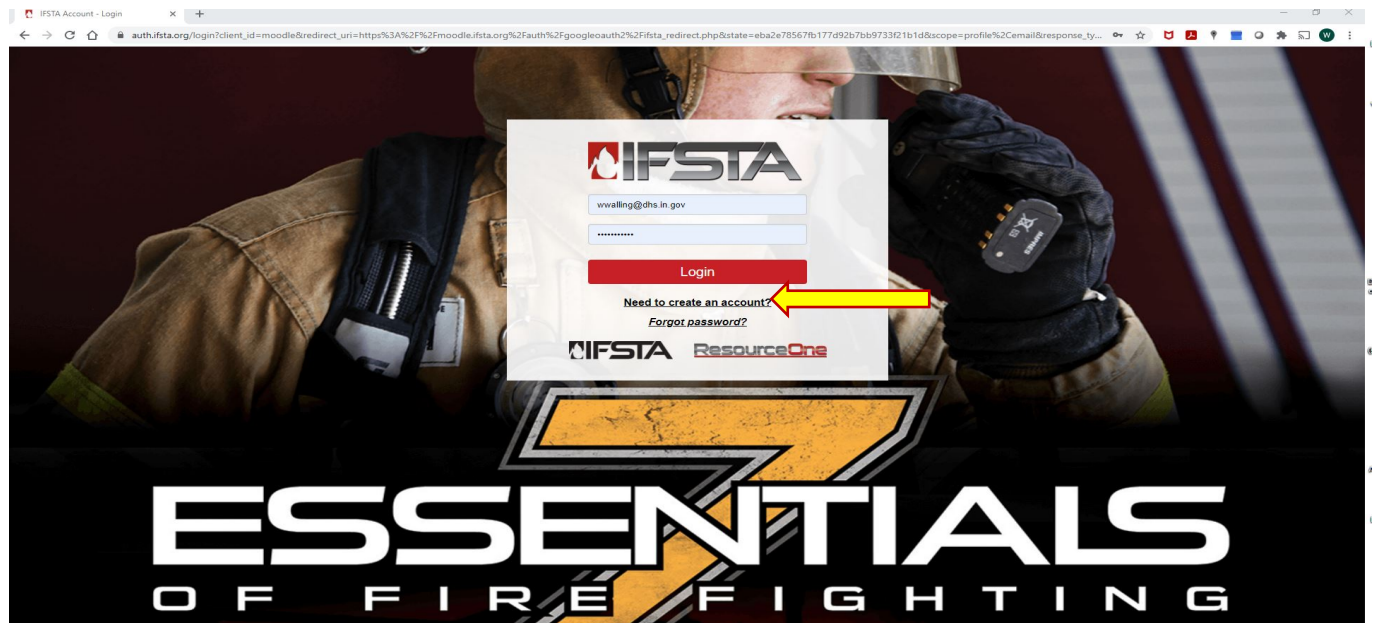 IFSTA Account - Login
auth.ifsta.org/login?client_id=moodle&redirect_uri=https%3A%2F%2Fmoodle.ifsta.org%2Fauth%2Fgoogleoauth2%2Fifsta_redirect.php&state=eba2e78567fb177d92b7bb9733f21b1d&scope=profile%2Cemail&response_ty...
W
IFSTA
wwalling@dhs.in.gov
•••••••••••
Login
Need to create an account?
Forgot password?
IFSTA ResourceOne
7
ESSENTIALS
OF FIRE FIGHTING